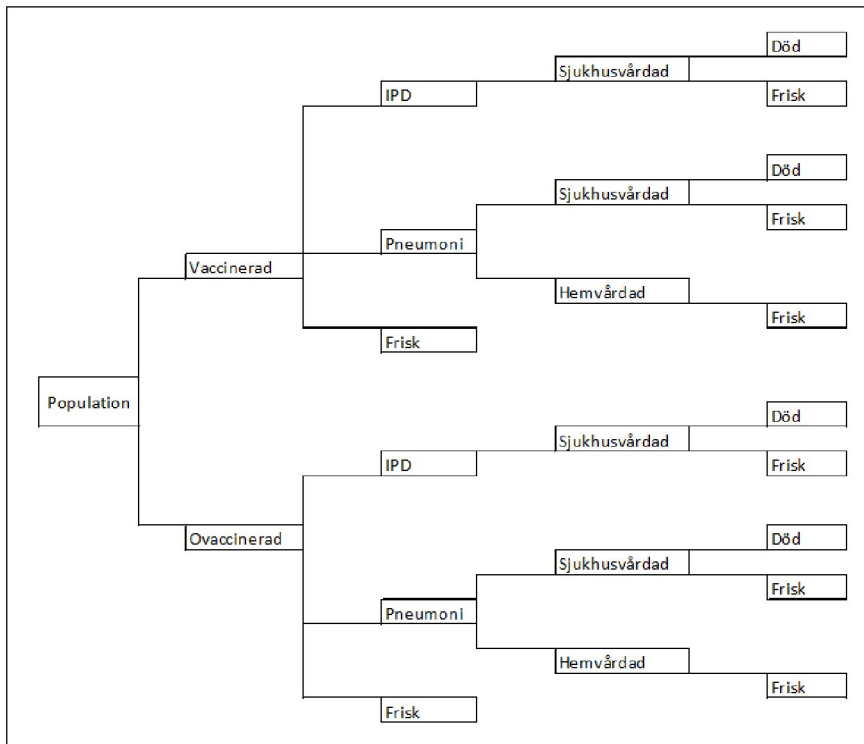 Död
Sjukhusvårdad
IPD
Frisk
Död
Sjukhusvårdad
Frisk
Pneumoni
Vaccinerad
Hemvårdad
Frisk
Frisk
Population
Död
Sjukhusvårdad
IPD
Frisk
Ovaccinerad
Död
Sjukhusvårdad
Frisk
Pneumoni
Hemvårdad
Frisk
Frisk